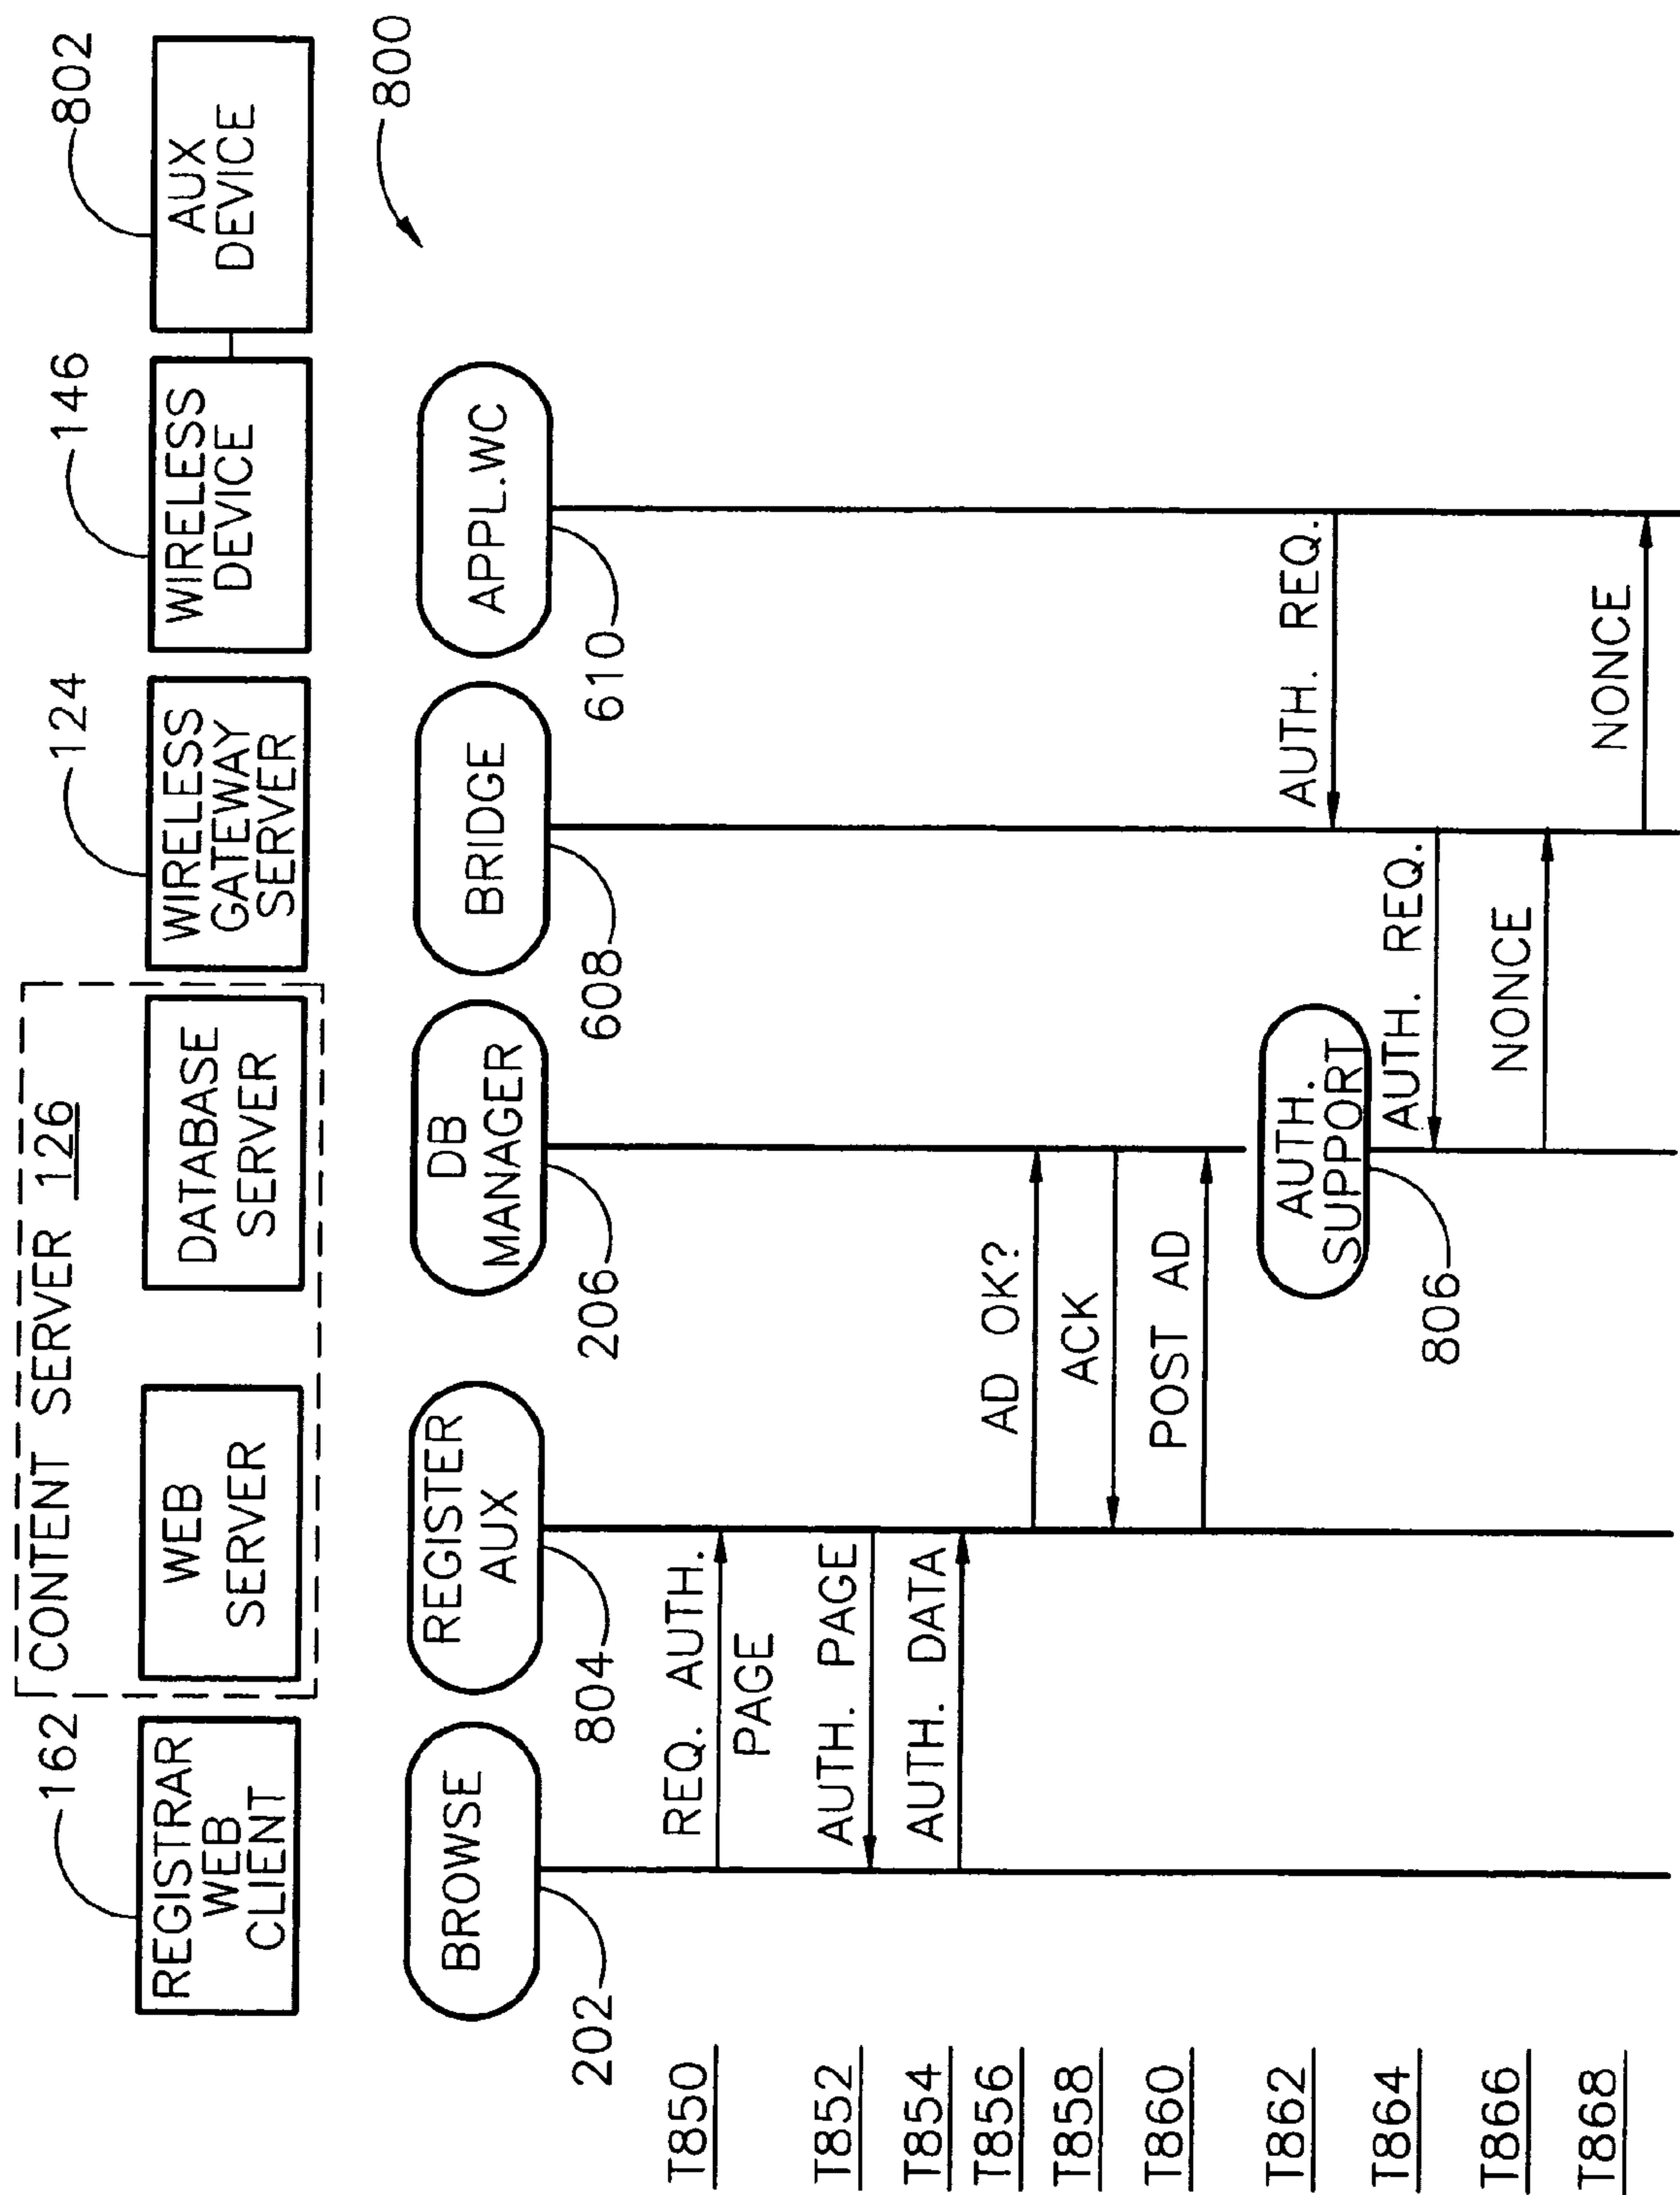 CONTENT SERVER 126
162
124
146
802
REGISTRAR
WEB
CLIENT
WEB
SERVER
DATABASE
SERVER
WIRELESS
GATEWAY
SERVER
WIRELESS
DEVICE
AUX
DEVICE
800
BROWSE
REGISTER
AUX
DB
MANAGER
BRIDGE
APPL.WC
202
804
206
608
610
T850
REQ. AUTH.
PAGE
T852
AUTH. PAGE
T854
AUTH. DATA
T856
AD OK?
T858
ACK
T860
POST AD
T862
AUTH.
SUPPORT
AUTH. REQ.
T864
806
AUTH. REQ.
T866
NONCE
T868
NONCE